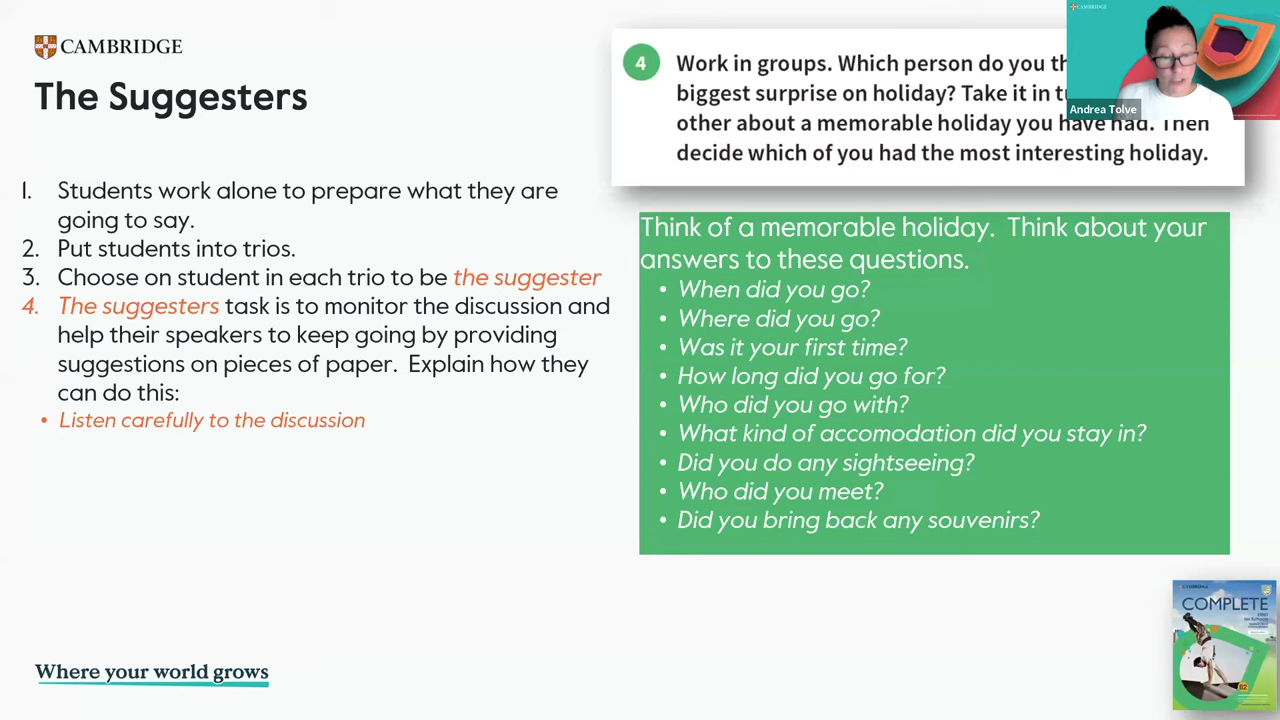 CAMBRIDGE
The Suggesters
1. Students work alone to prepare what they are
going to say.
2. Put students into trios.
3. Choose on student in each trio to be the suggester
4. The suggesters task is to monitor the discussion and
help their speakers to keep going by providing
suggestions on pieces of paper. Explain how they
can do this:
• Listen carefully to the discussion
4 Work in groups. Which person do you
biggest surprise on holiday? Take it in
other about a memorable holiday you have had. Then
decide which of you had the most interesting holiday.
CAMBRIDGE
Andrea Tolve
Think of a memorable holiday. Think about your
answers to these questions.
• When did you go?
• Where did you go?
• Was it your first time?
• How long did you go for?
• Who did you go with?
• What kind of accomodation did you stay in?
• Did you do any sightseeing?
• Who did you meet?
• Did you bring back any souvenirs?
Where your world grows
CAMBRIDGE
COMPLETE
B2